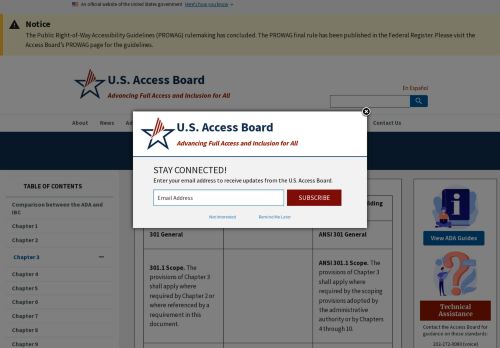 An official website of the United States government Here's how you know
Notice
The Public Right-of-Way Accessibility Guidelines (PROWAG) rulemaking has concluded. The PROWAG final rule has been published in the Federal Register. Please visit the
Access Board's PROWAG page for the guidelines.
U.S. Access Board
Advancing Full Access and Inclusion for All
En Español
About News Contact Us
U.S. Access Board
Advancing Full Access and Inclusion for All
STAY CONNECTED!
Enter your email address to receive updates from the U.S. Access Board.
Email Address SUBSCRIBE
Not Interested Remind Me Later
TABLE OF CONTENTS
Comparison between the ADA and
IBC
Chapter 1
Chapter 2
Chapter 3
Chapter 4
Chapter 5
Chapter 6
Chapter 7
Chapter 8
Chapter 9
301 General
301.1 Scope. The
provisions of Chapter 3
shall apply where
required by Chapter 2 or
where referenced by a
requirement in this
document.
ANSI 301 General
ANSI 301.1 Scope. The
provisions of Chapter 3
shall apply where
required by the scoping
provisions adopted by
the administrative
authority or by Chapters
4 through 10.
View ADA Guides
Technical
Assistance
Contact the Access Board for
guidance on these standards:
202-272-0080 (voice)